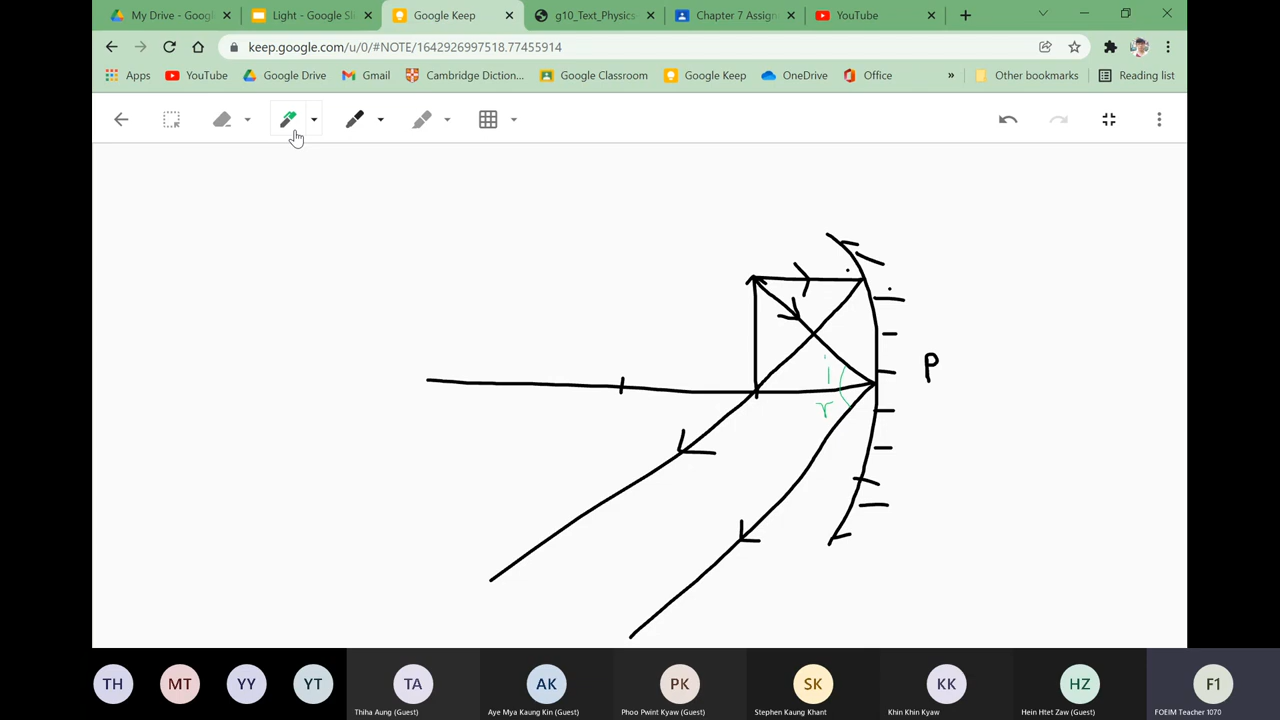 My Drive - Googl
Light - Google Sli
Google Keep
g10_Text_Physics
Chapter 7 Assign
YouTube
keep.google.com/u/0/#NOTE/1642926997518.77455914
Apps
YouTube
Google Drive
Gmail
Cambridge Diction...
Google Classroom
Google Keep
OneDrive
Office
»
Other bookmarks
Reading list
P
i
r
TH
MT
YY
YT
TA
AK
PK
SK
KK
HZ
F1
Thiha Aung (Guest)
Aye Mya Kaung Kin (Guest)
Phoo Pwint Kyaw (Guest)
Stephen Kaung Khant
Khin Khin Kyaw
Hein Htet Zaw (Guest)
FOEIM Teacher 1070